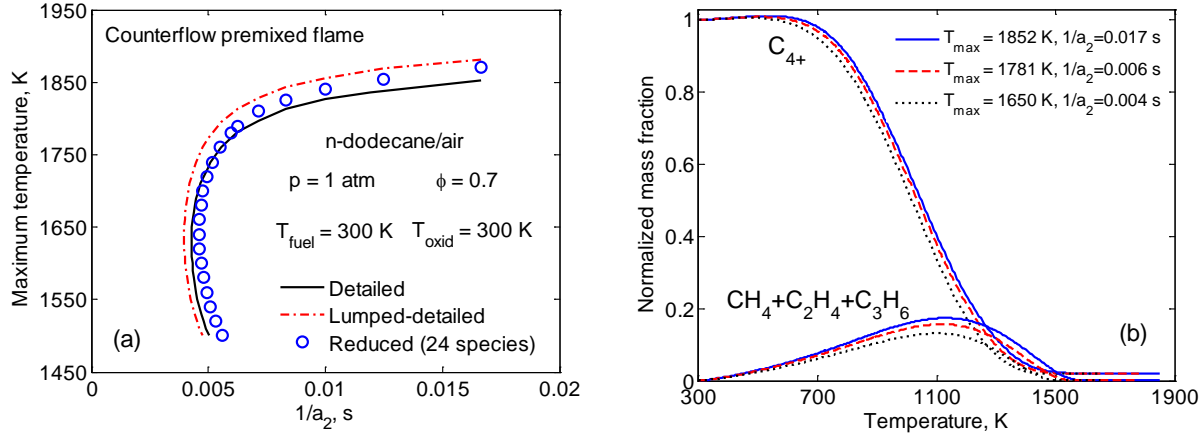 1950
1850
1750
1650
1550
1450
Maximum temperature, K
Counterflow premixed flame
n-dodecane/air
p = 1 atm
ϕ = 0.7
T_fuel = 300 K
T_oxid = 300 K
Detailed
Lumped-detailed
Reduced (24 species)
(a)
0
0.005
0.01
0.015
0.02
1/a_2, s
1
0.8
0.6
0.4
0.2
0
Normalized mass fraction
C_4+
T_max = 1852 K, 1/a_2=0.017 s
T_max = 1781 K, 1/a_2=0.006 s
T_max = 1650 K, 1/a_2=0.004 s
CH_4+C_2H_4+C_3H_6
(b)
300
700
1100
1500
1900
Temperature, K